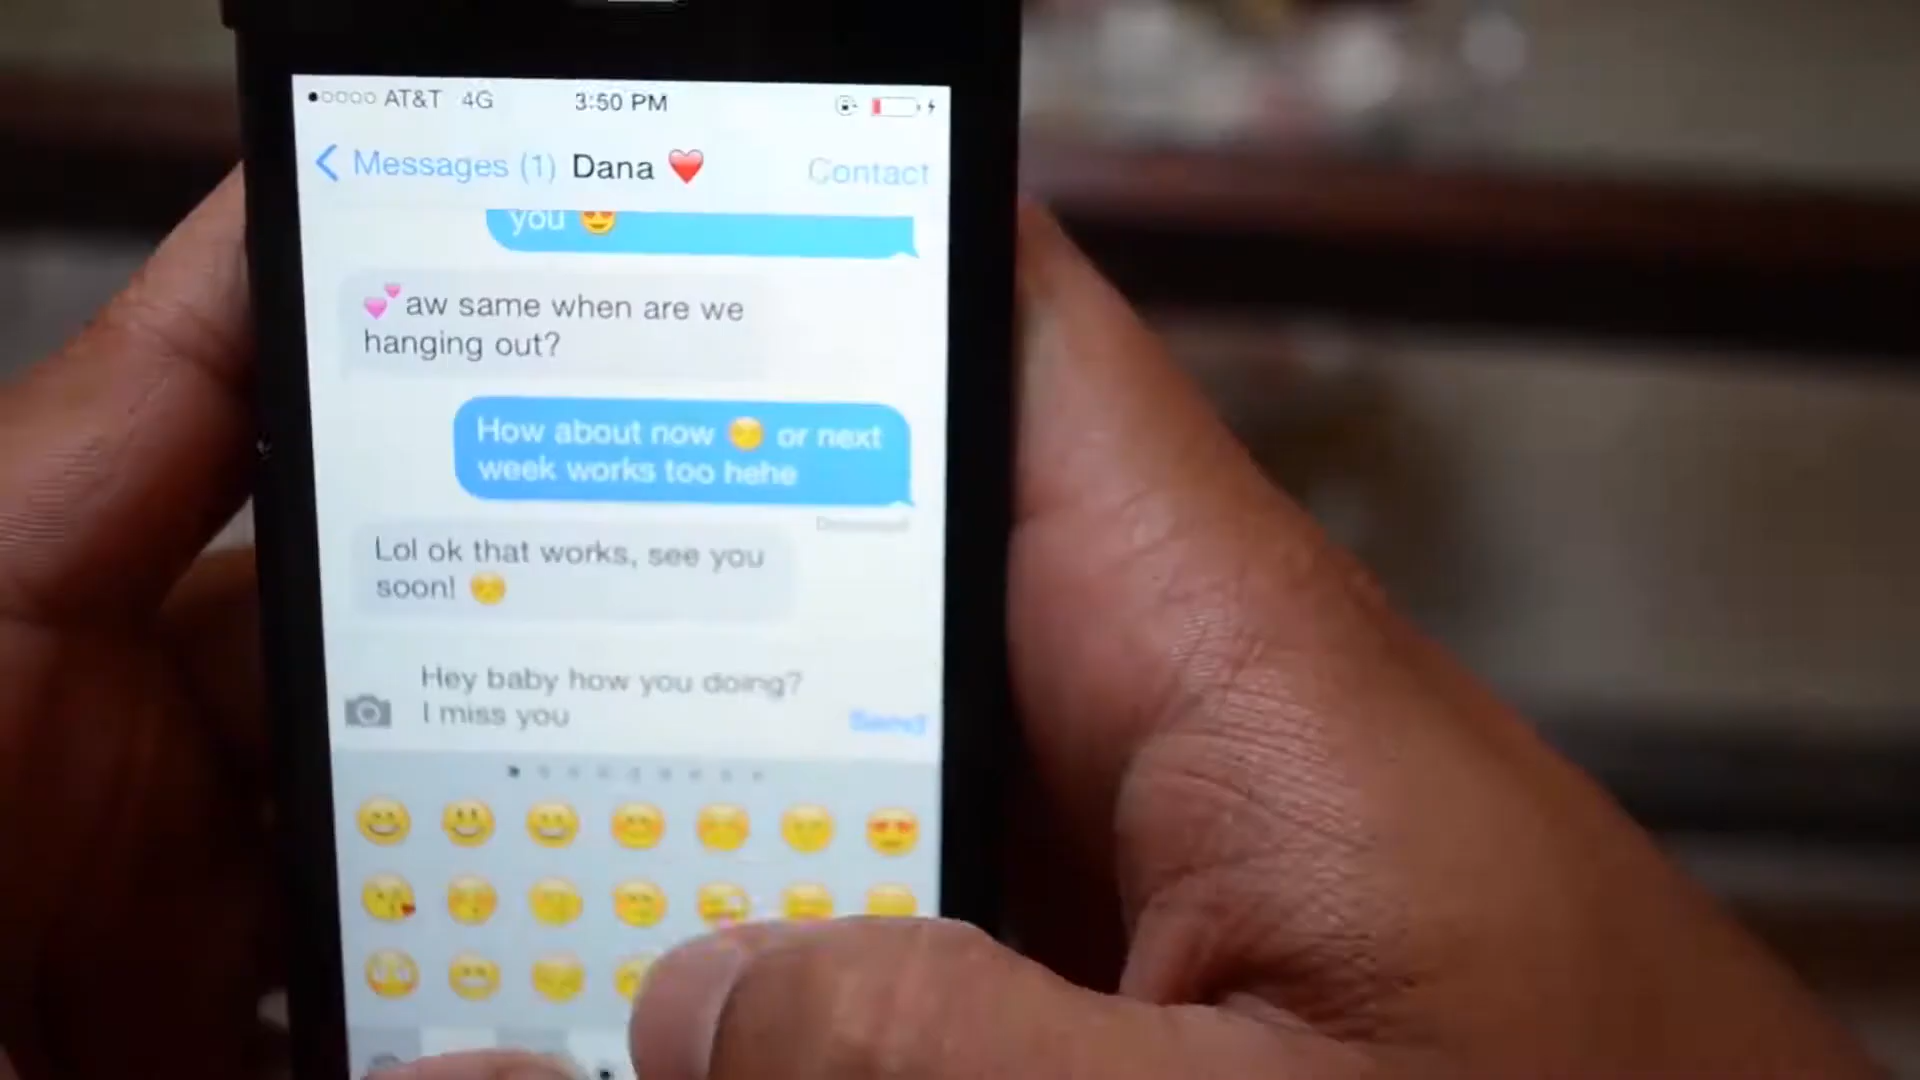 AT&T 4G 3:50 PM
Messages (1) Dana ❤️ Contact
you 😍
💕aw same when are we
hanging out?
How about now ☺️ or next
week works too hehe
Lol ok that works, see you
soon! ☺️
Hey baby how you doing?
I miss you
Send